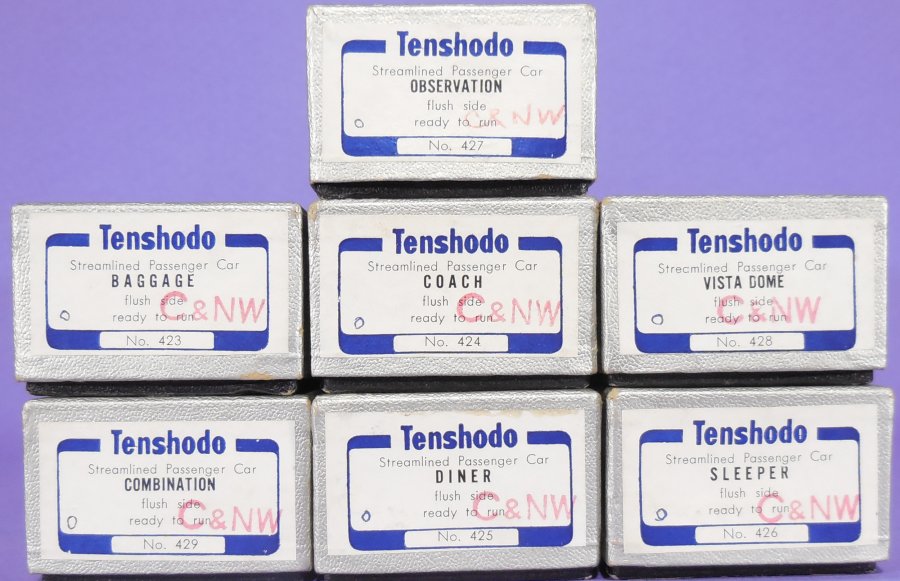 Tenshodo
Streamlined Passenger Car
OBSERVATION
flush side
ready to run
C&NW
No. 427
Tenshodo
Streamlined Passenger Car
BAGGAGE
flush side
C&NW
ready to run
No. 423
Tenshodo
Streamlined Passenger Car
COACH
flush side
C&NW
ready to run
No. 424
Tenshodo
Streamlined Passenger Car
VISTA DOME
flush side
C&NW
ready to run
No. 428
Tenshodo
Streamlined Passenger Car
COMBINATION
flush side
C&NW
ready to run
No. 429
Tenshodo
Streamlined Passenger Car
DINER
flush side
C&NW
ready to run
No. 425
Tenshodo
Streamlined Passenger Car
SLEEPER
flush side
C&NW
ready to run
No. 426